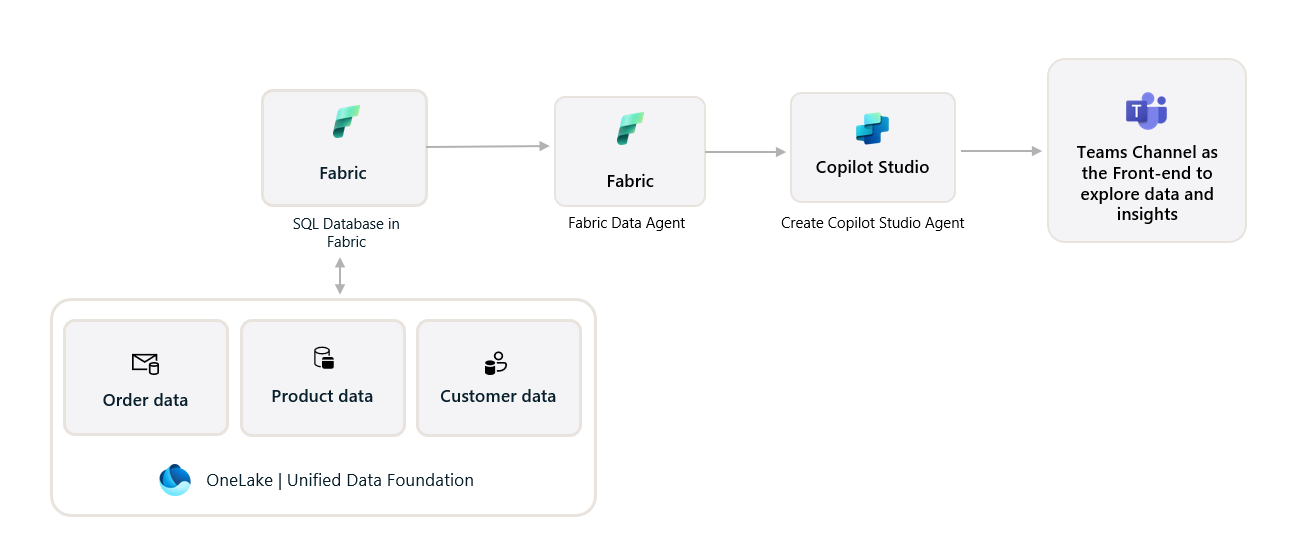 Fabric
SQL Database in
Fabric
Fabric
Fabric Data Agent
Copilot Studio
Create Copilot Studio Agent
T
Teams Channel as
the Front-end to
explore data and
insights
Order data
Product data
Customer data
OneLake | Unified Data Foundation